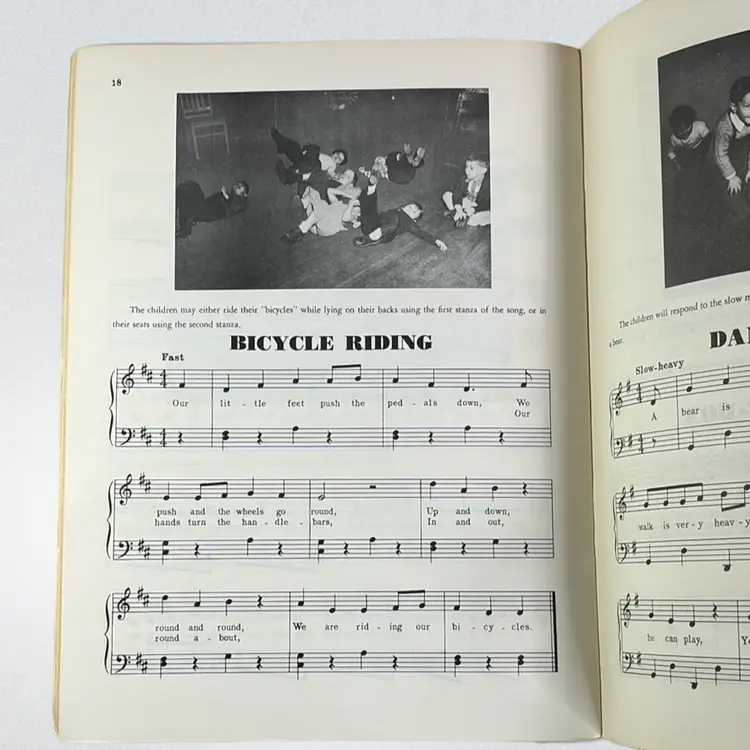 18
The children may either ride their "bicycles" while lying on their backs using the first stanza of the song, or in
their seats using the second stanza.
BICYCLE RIDING
Fast
Our lit - tle feet push the ped - als down, We
Our
push and the wheels go round, Up and down,
hands turn the han - dle - bars, In and out,
round and round, We are rid - ing our bi - cy - cles.
round a - bout,
The children will respond to the slow
a bear.
Slow-heavy
A bear is
walk is ver - y heav - y
he can play,